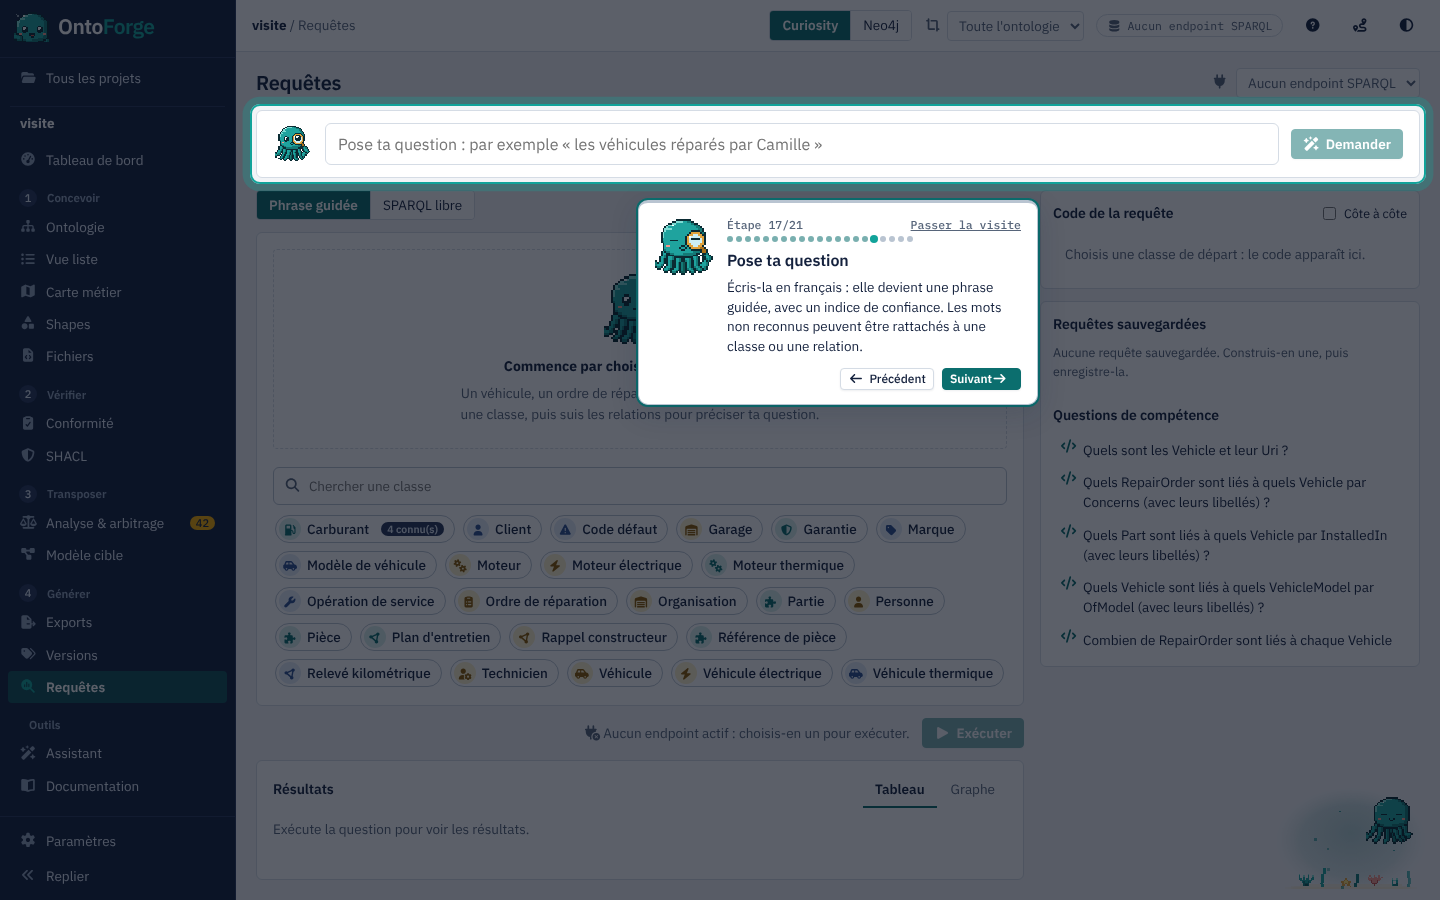 OntoForge
visite / Requêtes
Curiosity
Neo4j
Toute l'ontologie
Aucun endpoint SPARQL
Tous les projets
visite
Tableau de bord
1 Concevoir
Ontologie
Vue liste
Carte métier
Shapes
Fichiers
2 Vérifier
Conformité
SHACL
3 Transposer
Analyse & arbitrage 42
Modèle cible
4 Générer
Exports
Versions
Requêtes
Outils
Assistant
Documentation
Paramètres
Replier
Requêtes
Aucun endpoint SPARQL
Pose ta question : par exemple « les véhicules réparés par Camille »
Demander
Phrase guidée
SPARQL libre
Étape 17/21
Passer la visite
Pose ta question
Écris-la en français : elle devient une phrase
guidée, avec un indice de confiance. Les mots
non reconnus peuvent être rattachés à une
classe ou une relation.
Précédent
Suivant
Commence par chois
Un véhicule, un ordre de répa
une classe, puis suis les relations pour préciser ta question.
Chercher une classe
Carburant 4 connu(s)
Client
Code défaut
Garage
Garantie
Marque
Modèle de véhicule
Moteur
Moteur électrique
Moteur thermique
Opération de service
Ordre de réparation
Organisation
Partie
Personne
Pièce
Plan d'entretien
Rappel constructeur
Référence de pièce
Relevé kilométrique
Technicien
Véhicule
Véhicule électrique
Véhicule thermique
Aucun endpoint actif : choisis-en un pour exécuter.
Exécuter
Résultats
Tableau
Graphe
Exécute la question pour voir les résultats.
Code de la requête
Côte à côte
Choisis une classe de départ : le code apparaît ici.
Requêtes sauvegardées
Aucune requête sauvegardée. Construis-en une, puis
enregistre-la.
Questions de compétence
Quels sont les Vehicle et leur Uri ?
Quels RepairOrder sont liés à quels Vehicle par
Concerns (avec leurs libellés) ?
Quels Part sont liés à quels Vehicle par InstalledIn
(avec leurs libellés) ?
Quels Vehicle sont liés à quels VehicleModel par
OfModel (avec leurs libellés) ?
Combien de RepairOrder sont liés à chaque Vehicle